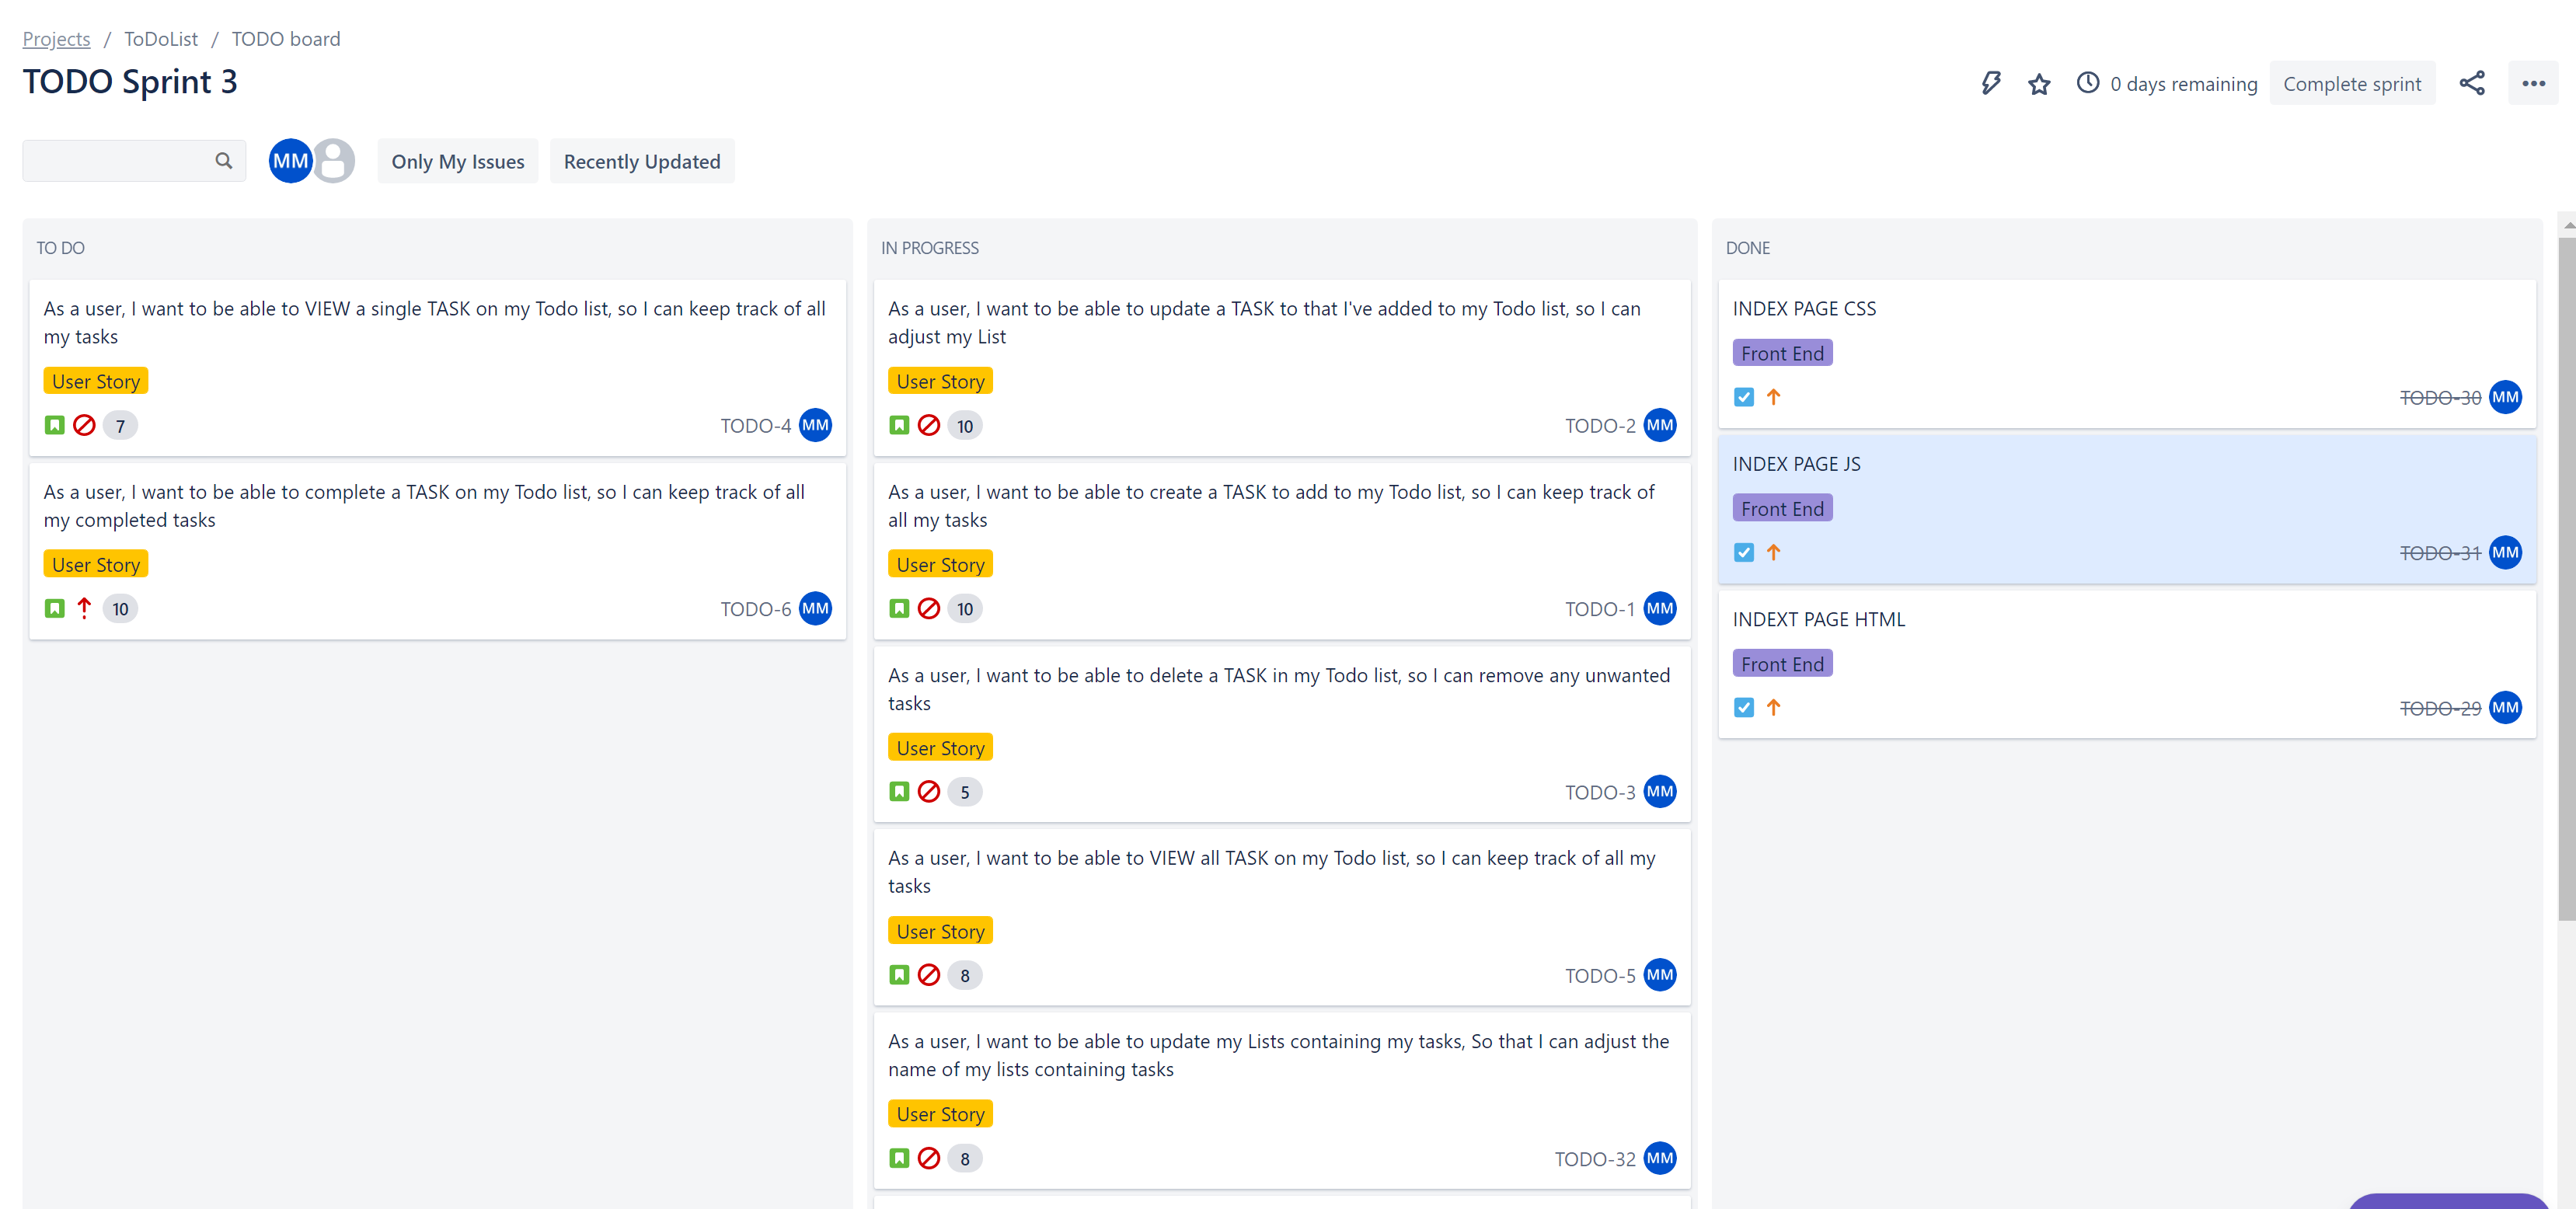 Projects / ToDoList / TODO board
TODO Sprint 3
0 days remaining
Complete sprint
MM
Only My Issues
Recently Updated
TO DO
As a user, I want to be able to VIEW a single TASK on my Todo list, so I can keep track of all
my tasks
User Story
7
TODO-4
MM
As a user, I want to be able to complete a TASK on my Todo list, so I can keep track of all
my completed tasks
User Story
10
TODO-6
MM
IN PROGRESS
As a user, I want to be able to update a TASK to that I've added to my Todo list, so I can
adjust my List
User Story
10
TODO-2
MM
As a user, I want to be able to create a TASK to add to my Todo list, so I can keep track of
all my tasks
User Story
10
TODO-1
MM
As a user, I want to be able to delete a TASK in my Todo list, so I can remove any unwanted
tasks
User Story
5
TODO-3
MM
As a user, I want to be able to VIEW all TASK on my Todo list, so I can keep track of all my
tasks
User Story
8
TODO-5
MM
As a user, I want to be able to update my Lists containing my tasks, So that I can adjust the
name of my lists containing tasks
User Story
8
TODO-32
MM
DONE
INDEX PAGE CSS
Front End
TODO-30
MM
INDEX PAGE JS
Front End
TODO-31
MM
INDEXT PAGE HTML
Front End
TODO-29
MM